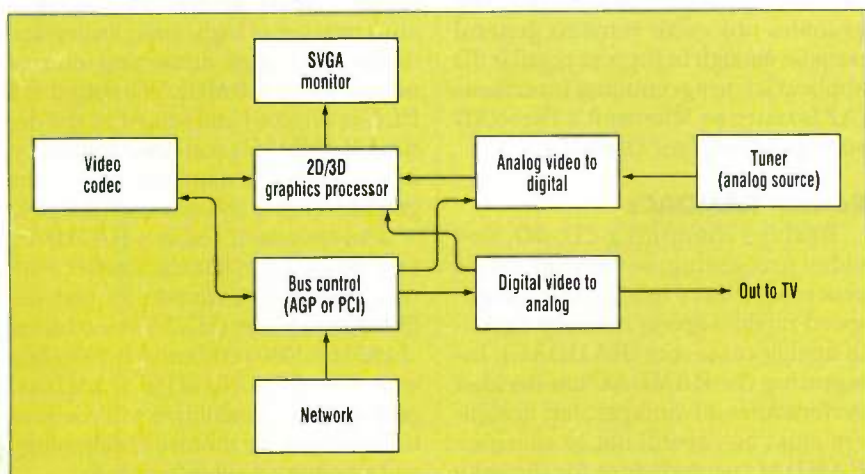 SVGA
monitor
Video
codec
2D/3D
graphics processor
Analog video to
digital
Tuner
(analog source)
Bus control
(AGP or PCI)
Digital video to
analog
Out to TV
Network